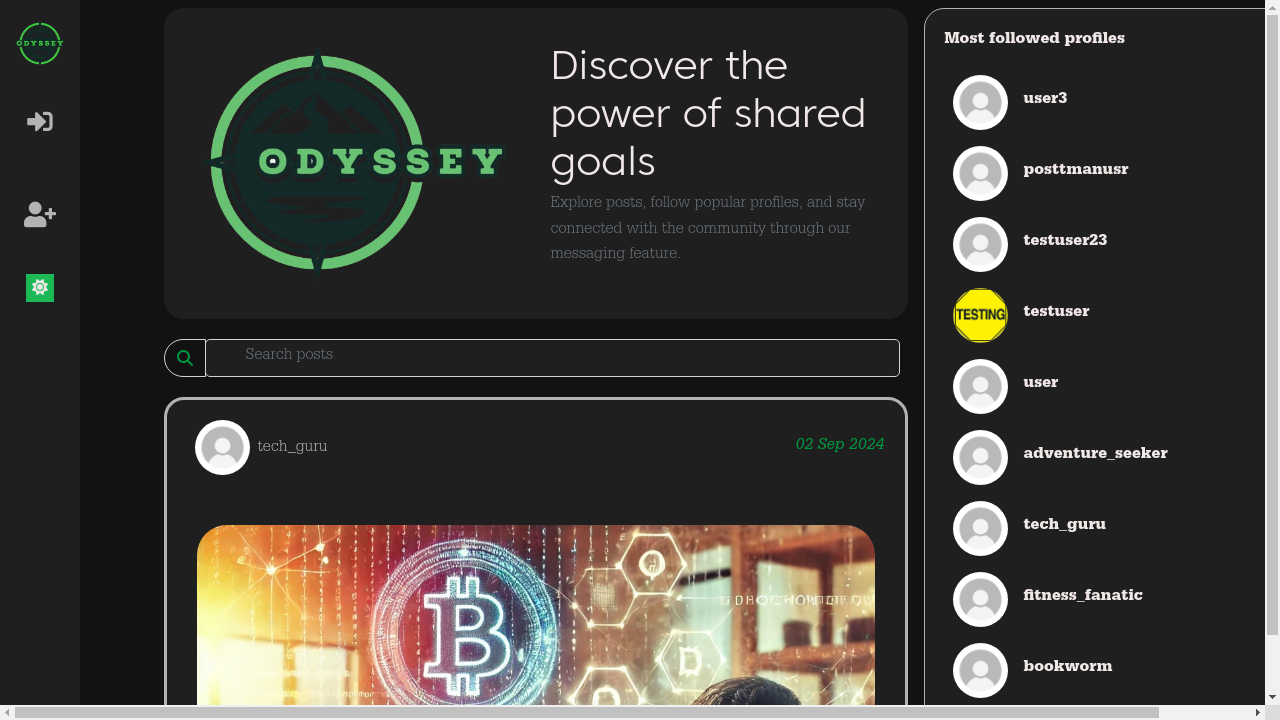 ODYSSEY
ODYSSEY
Discover the
power of shared
goals
Explore posts, follow popular profiles, and stay
connected with the community through our
messaging feature.
Search posts
tech_guru
02 Sep 2024
Most followed profiles
user3
posttmanusr
testuser23
TESTING
testuser
user
adventure_seeker
tech_guru
fitness_fanatic
bookworm